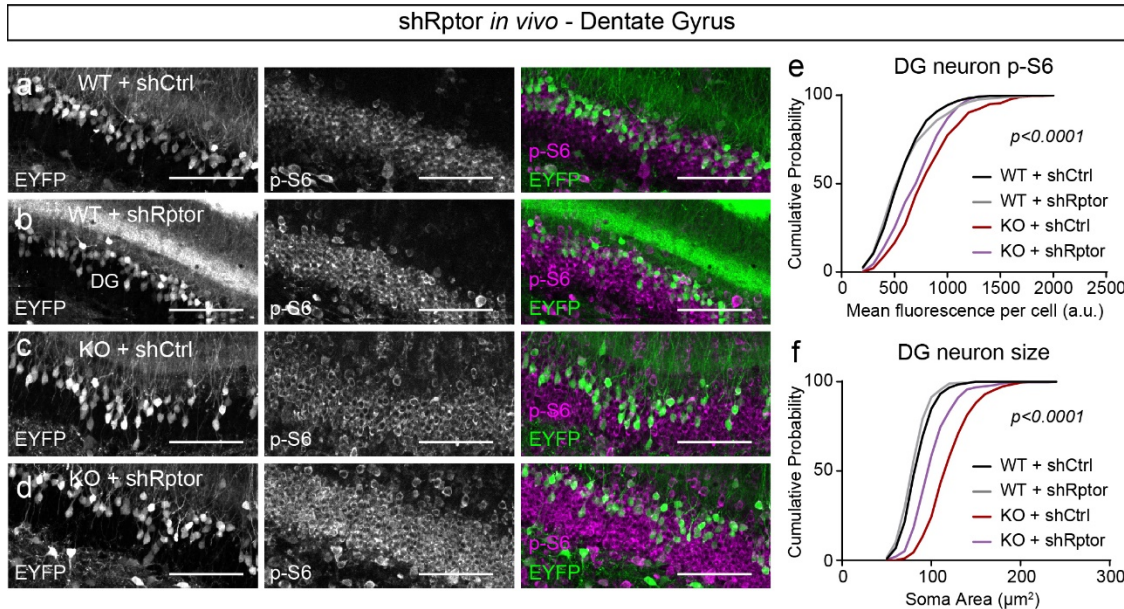 shRptor in vivo - Dentate Gyrus
a
WT + shCtrl
EYFP
p-S6
p-S6
EYFP
b
WT + shRptor
DG
EYFP
p-S6
p-S6
EYFP
c
KO + shCtrl
EYFP
p-S6
p-S6
EYFP
d
KO + shRptor
EYFP
p-S6
p-S6
EYFP
e
DG neuron p-S6
Cumulative Probability
100
50
0
p<0.0001
WT + shCtrl
WT + shRptor
KO + shCtrl
KO + shRptor
0 500 1000 1500 2000 2500
Mean fluorescence per cell (a.u.)
f
DG neuron size
Cumulative Probability
100
50
0
p<0.0001
WT + shCtrl
WT + shRptor
KO + shCtrl
KO + shRptor
0 100 200 300
Soma Area (µm²)